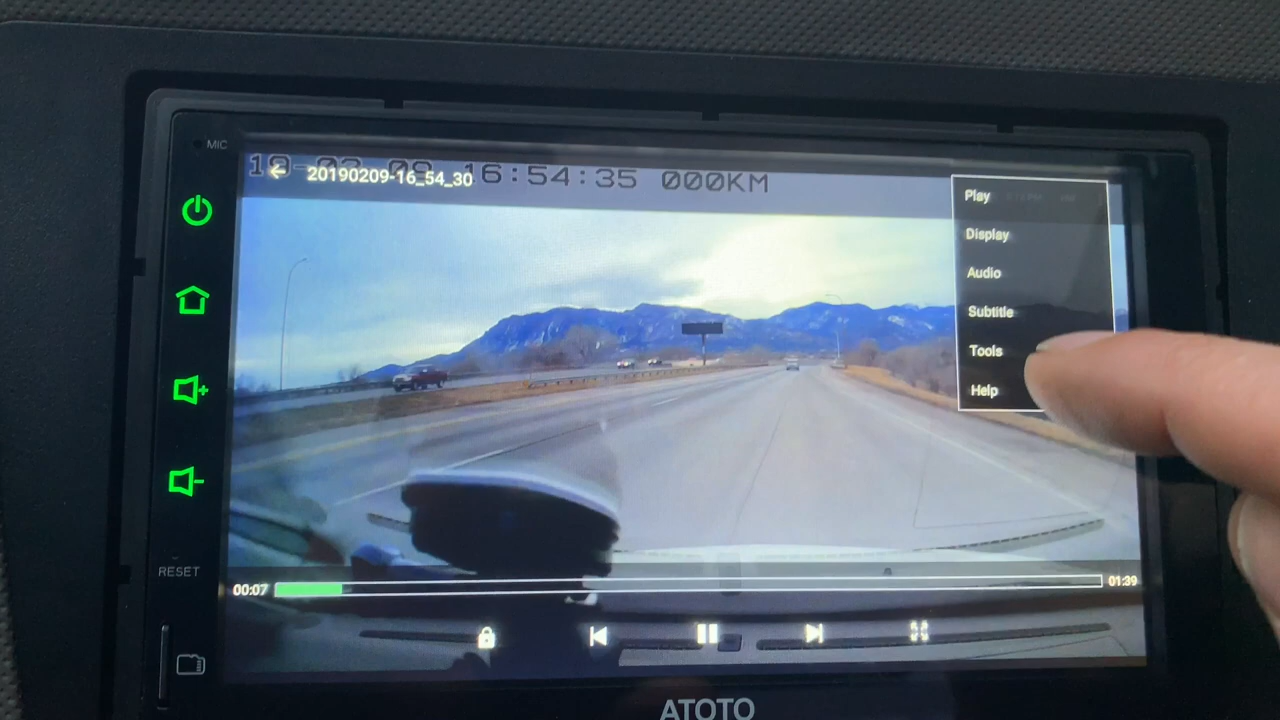 MIC
16:54:35 000KM
20190209-16_54_30
Play
Display
Audio
Subtitle
Tools
Help
RESET
00:07
01:39
ATOTO